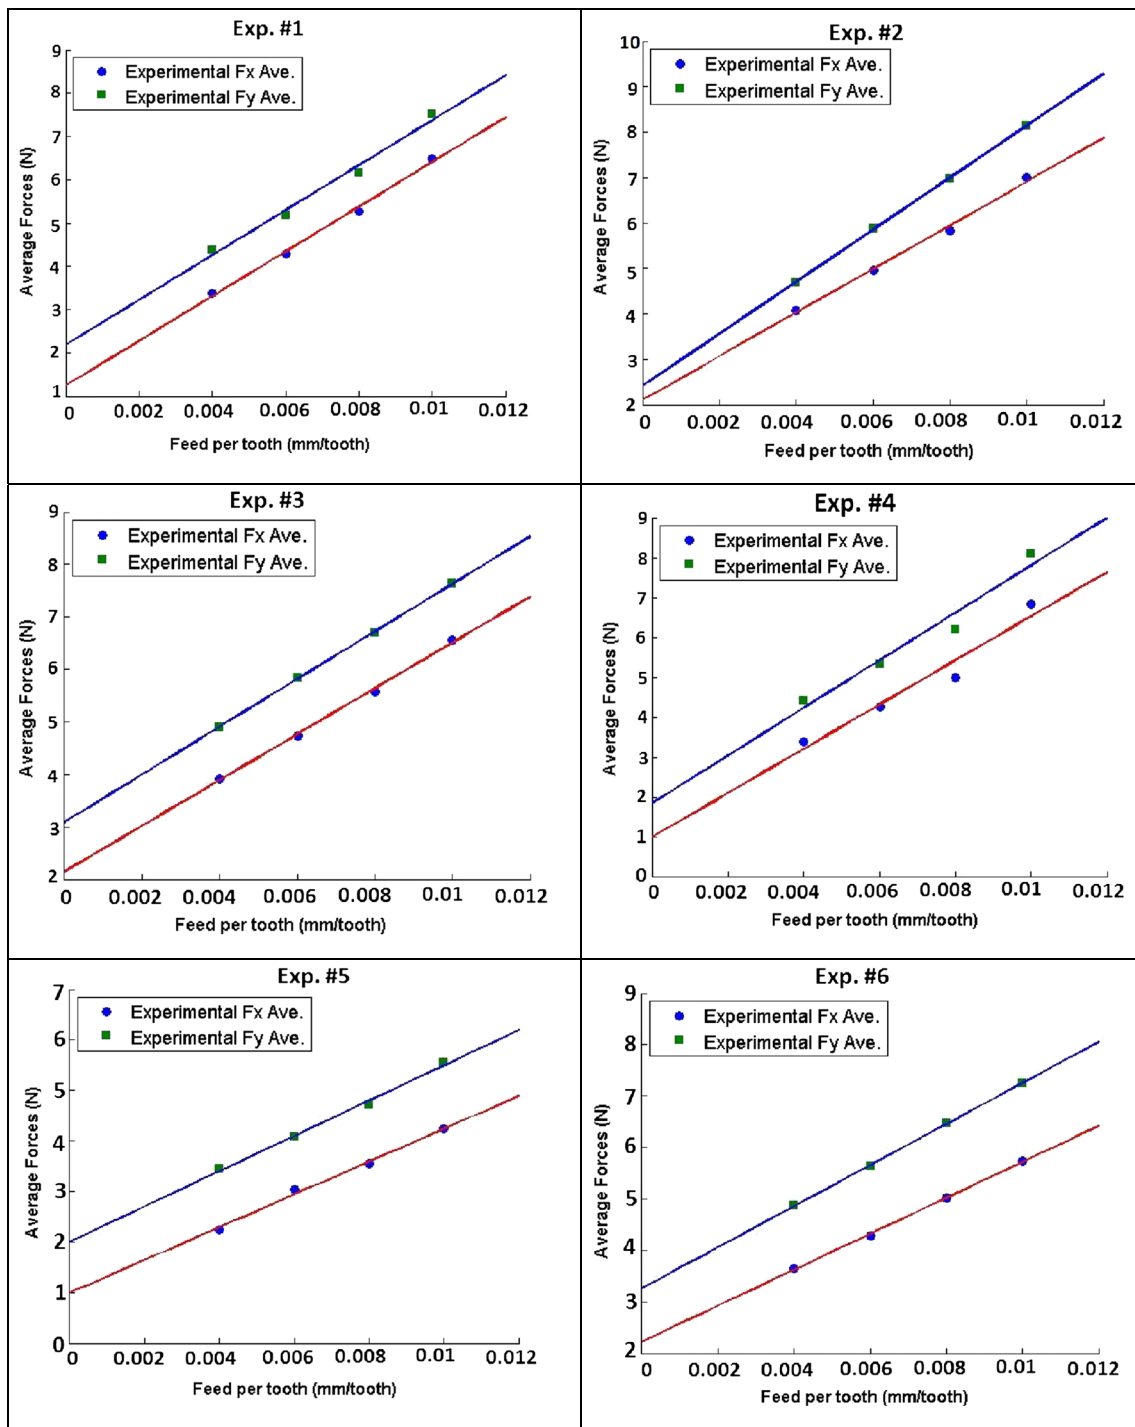 Exp. #1
9
8
7
6
5
4
3
2
1
Average Forces (N)
Experimental Fx Ave.
Experimental Fy Ave.
0 0.002 0.004 0.006 0.008 0.01 0.012
Feed per tooth (mm/tooth)
Exp. #2
10
9
8
7
6
5
4
3
2
Average Forces (N)
Experimental Fx Ave.
Experimental Fy Ave.
0 0.002 0.004 0.006 0.008 0.01 0.012
Feed per tooth (mm/tooth)
Exp. #3
9
8
7
6
5
4
3
2
Average Forces (N)
Experimental Fx Ave.
Experimental Fy Ave.
0 0.002 0.004 0.006 0.008 0.01 0.012
Feed per tooth (mm/tooth)
Exp. #4
9
8
7
6
5
4
3
2
1
0
Average Forces (N)
Experimental Fx Ave.
Experimental Fy Ave.
0 0.002 0.004 0.006 0.008 0.01 0.012
Feed per tooth (mm/tooth)
Exp. #5
7
6
5
4
3
2
1
0
Average Forces (N)
Experimental Fx Ave.
Experimental Fy Ave.
0 0.002 0.004 0.006 0.008 0.01 0.012
Feed per tooth (mm/tooth)
Exp. #6
9
8
7
6
5
4
3
2
Average Forces (N)
Experimental Fx Ave.
Experimental Fy Ave.
0 0.002 0.004 0.006 0.008 0.01 0.012
Feed per tooth (mm/tooth)